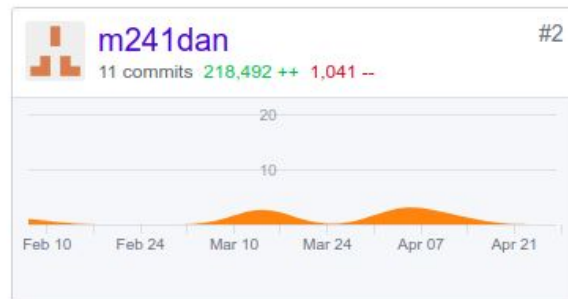 m241dan
#2
11 commits 218,492 ++ 1,041 --
20
10
Feb 10 Feb 24 Mar 10 Mar 24 Apr 07 Apr 21